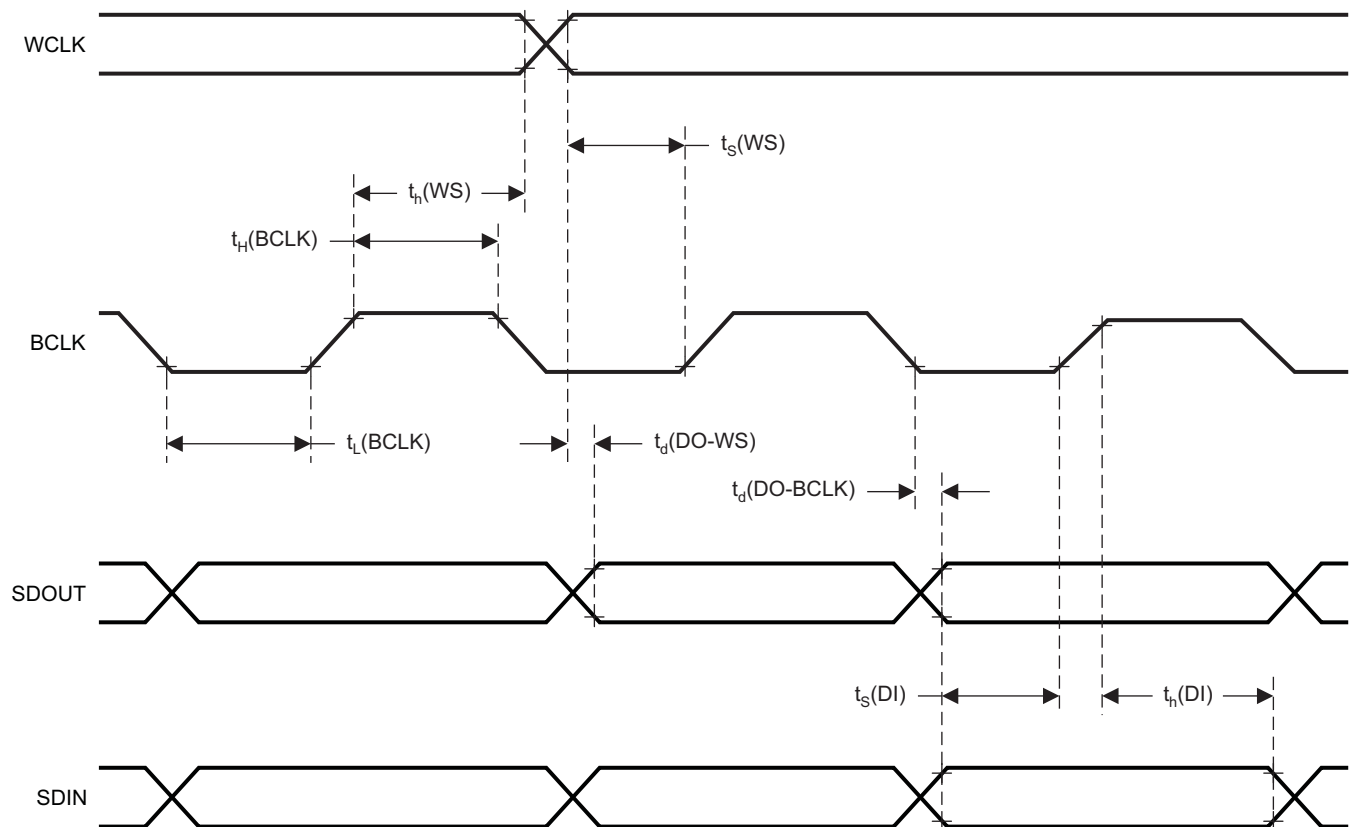 WCLK
t_S(WS)
t_h(WS)
t_H(BCLK)
BCLK
t_L(BCLK)
t_d(DO-WS)
t_d(DO-BCLK)
SDOUT
t_S(DI)
t_h(DI)
SDIN